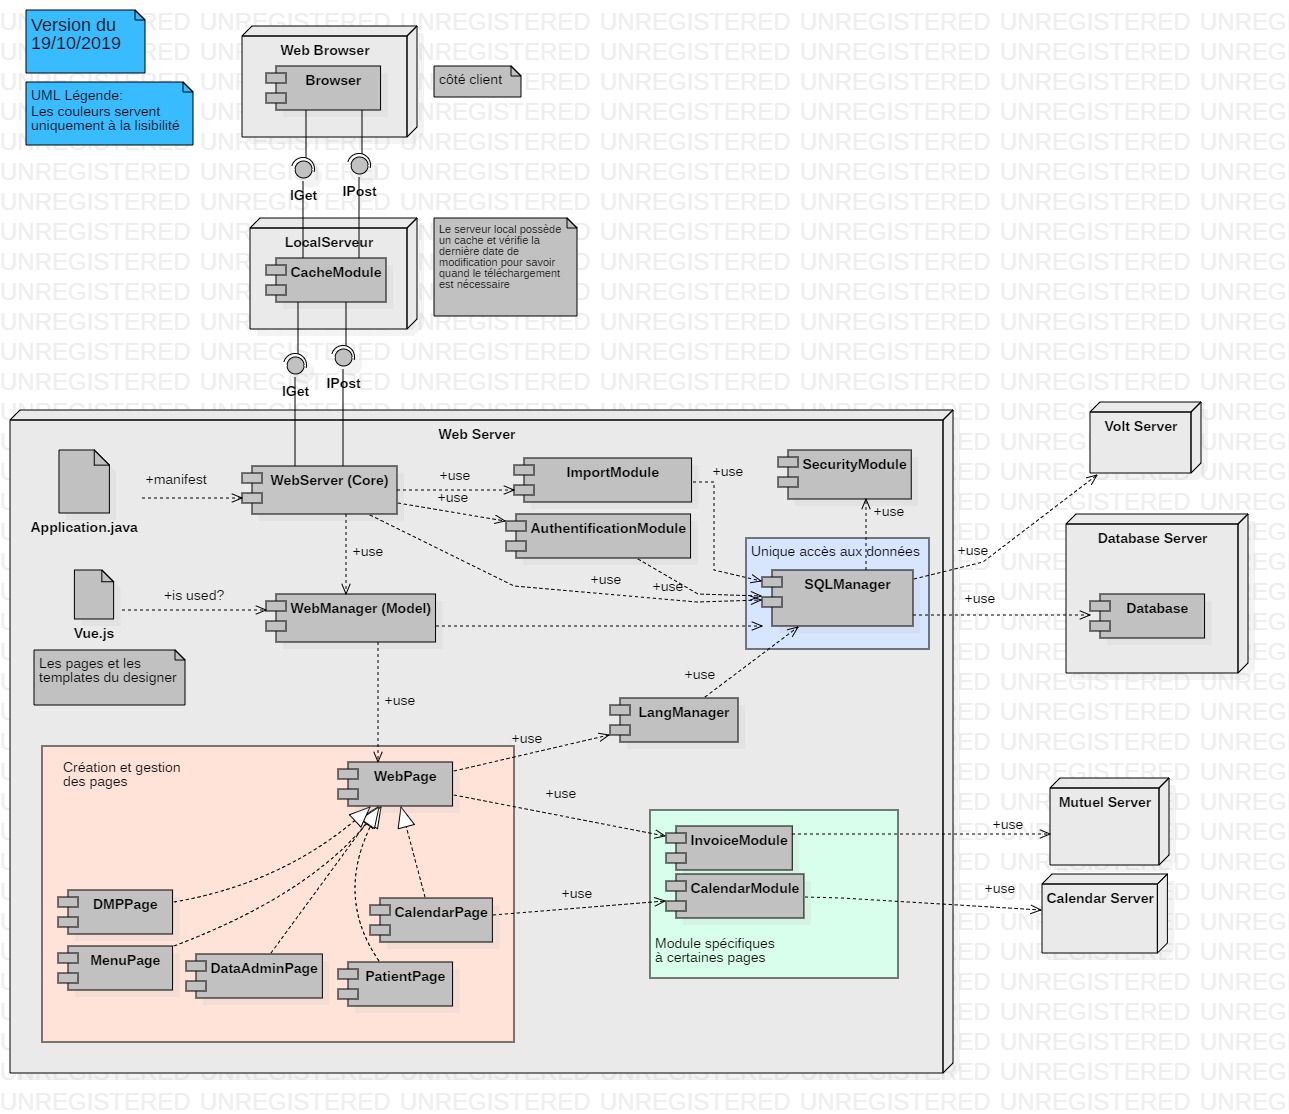 Version du
19/10/2019
UML Légende:
Les couleurs servent
uniquement à la lisibilité
Web Browser
Browser
côté client
IGet
IPost
LocalServeur
CacheModule
Le serveur local possède
un cache et vérifie la
dernière date de
modification pour savoir
quand le téléchargement
est nécessaire
IGet
IPost
Web Server
Application.java
+manifest
WebServer (Core)
+use
+use
ImportModule
AuthentificationModule
+use
SecurityModule
+use
Volt Server
Unique accès aux données
SQLManager
+use
+use
Database Server
Database
+use
+use
+use
Vue.js
+is used?
WebManager (Model)
Les pages et les
templates du designer
+use
+use
LangManager
Création et gestion
des pages
WebPage
+use
+use
DMPPage
MenuPage
DataAdminPage
PatientPage
CalendarPage
+use
InvoiceModule
CalendarModule
Module spécifiques
à certaines pages
+use
Mutuel Server
+use
Calendar Server
UNREGISTERED